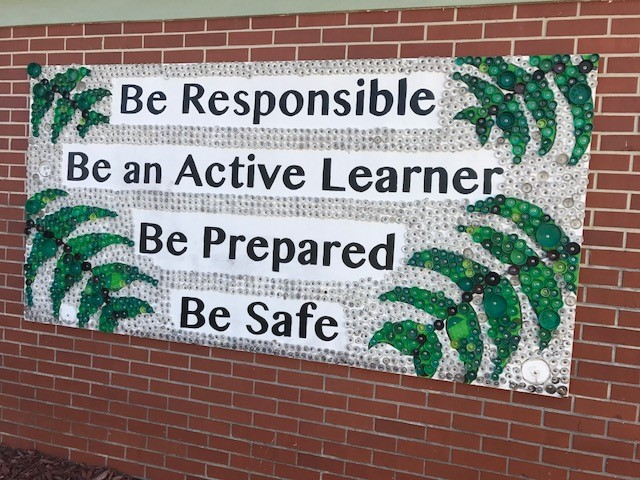 Be Responsible
Be an Active Learner
Be Prepared
Be Safe